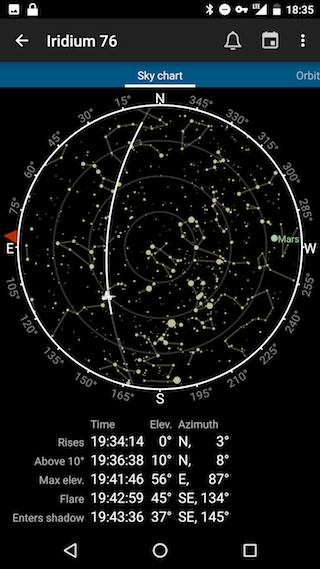 18:35
Iridium 76
Sky chart Orbit
N
15° 345°
30° 330°
45° 315°
60° 300°
75° 285°
Mars
E W
105° 255°
120° 240°
135° 225°
150° 210°
165° 195°
S
Time Elev. Azimuth
Rises 19:34:14 0° N, 3°
Above 10° 19:36:38 10° N, 8°
Max elev. 19:41:46 56° E, 87°
Flare 19:42:59 45° SE, 134°
Enters shadow 19:43:36 37° SE, 145°